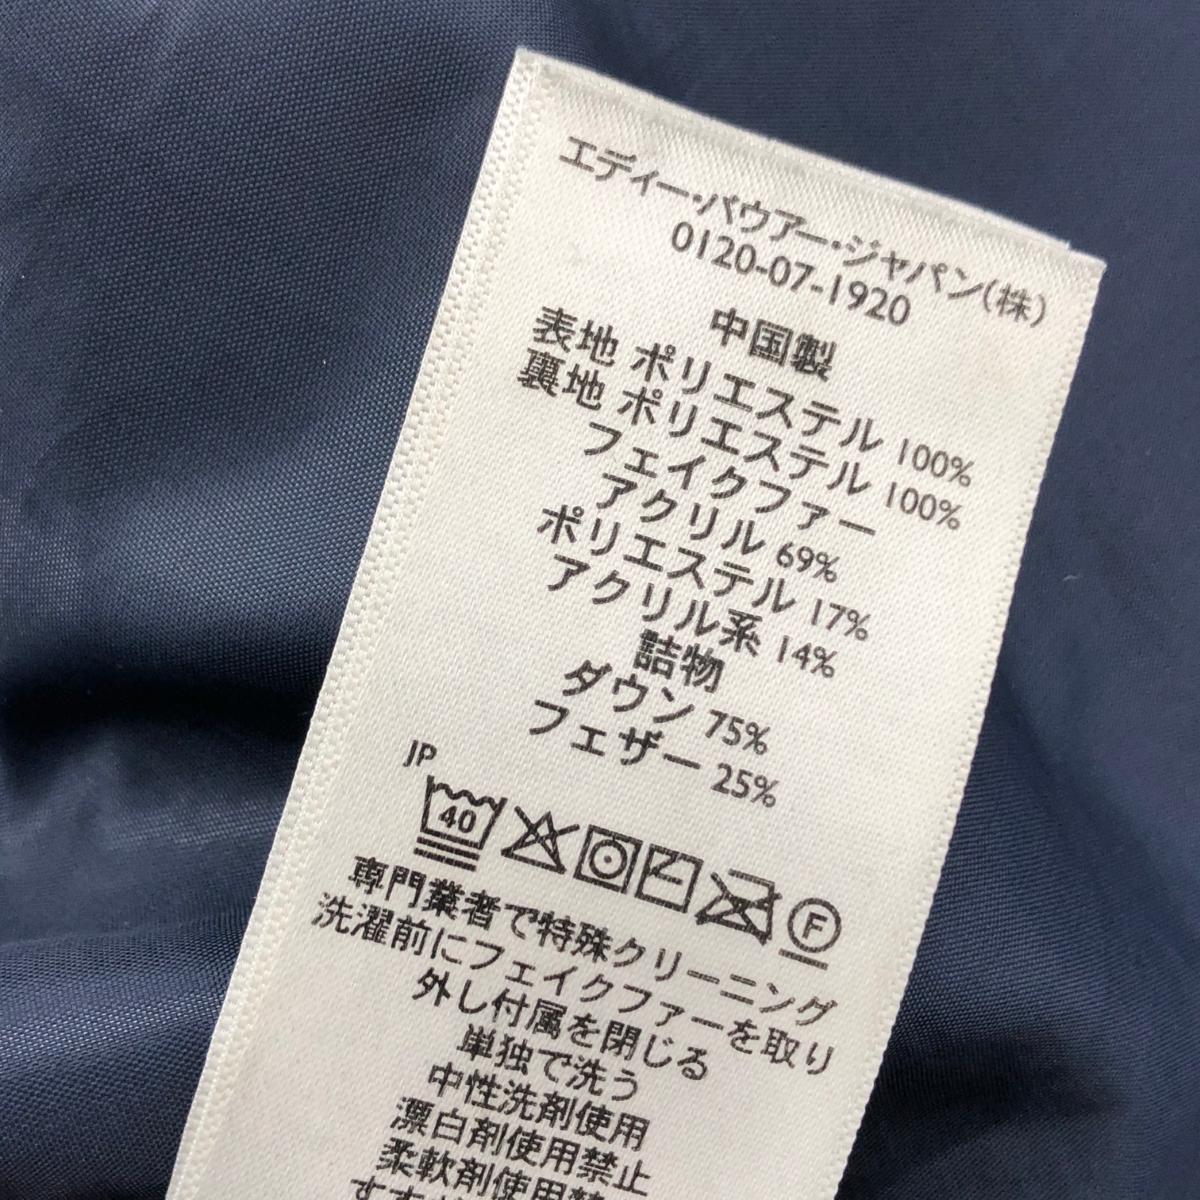 エディー・バウアー・ジャパン(株)
0120-07-1920
中国製
表地 ポリエステル 100%
裏地 ポリエステル 100%
フェイクファー
アクリル 69%
ポリエステル 17%
アクリル系 14%
詰物
ダウン 75%
フェザー 25%
JP
40
F
専門業者で特殊クリーニング
洗濯前にフェイクファーを取り
外し付属を閉じる
単独で洗う
中性洗剤使用
漂白剤使用禁止
柔軟剤使用禁